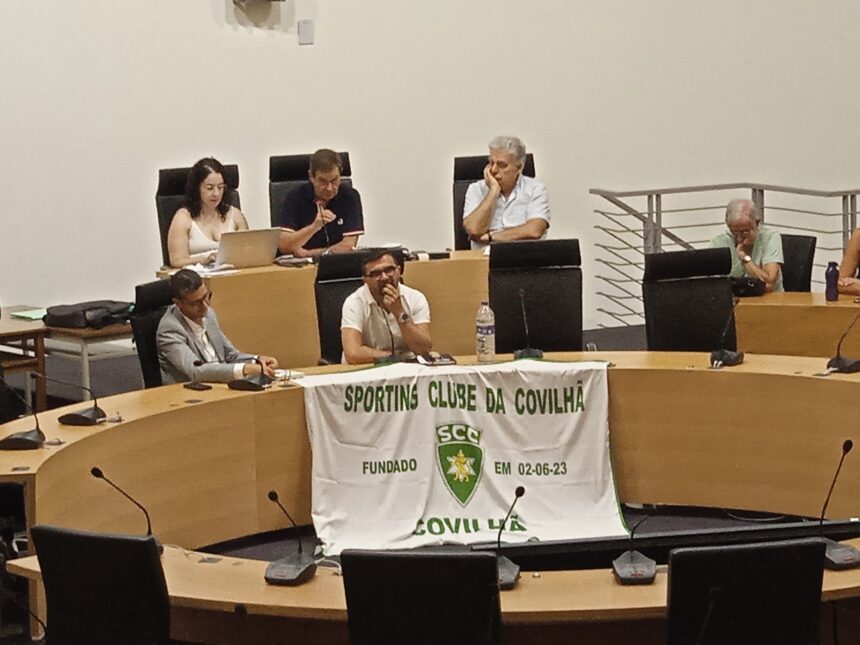 SPORTING CLUBE DA COVILHÃ
SCC
FUNDADO EM 02-06-23
COVILHÃ